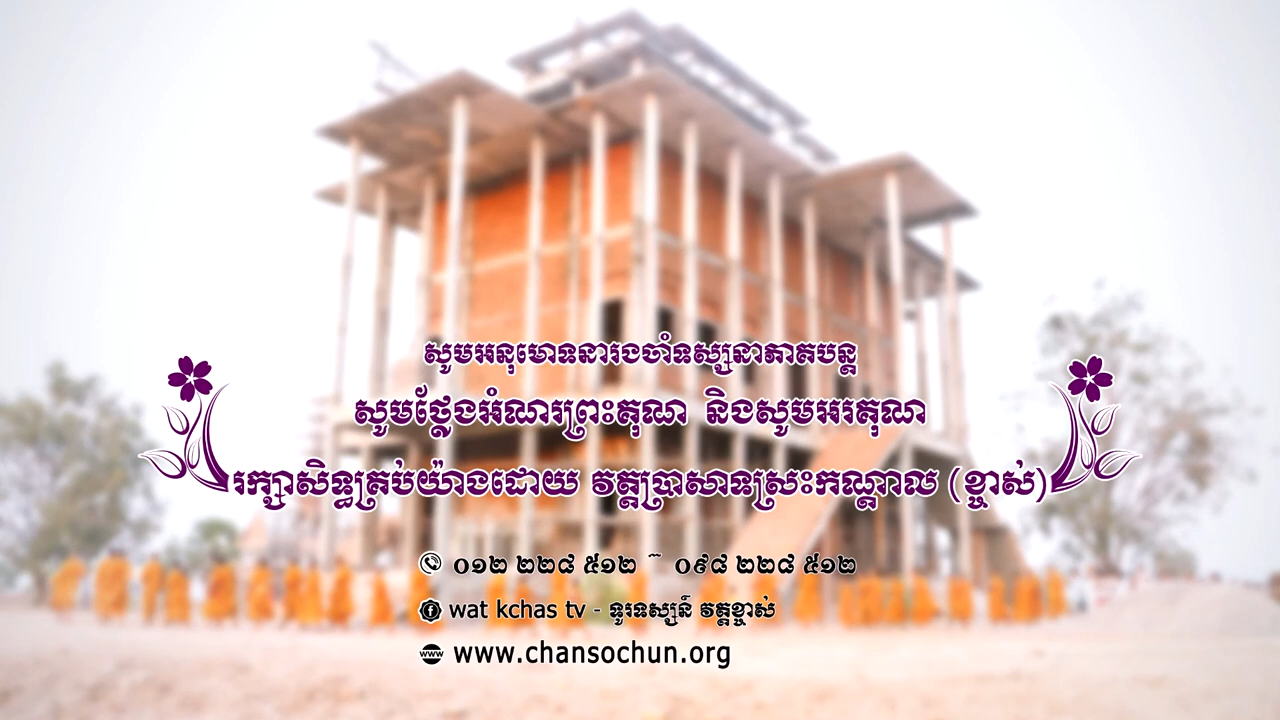 សូមអនុមោទនារងចាំទស្សនាភាគបន្ត
សូមថ្លែងអំណរព្រះគុណ និងសូមអរគុណ
រក្សាសិទ្ធគ្រប់យ៉ាងដោយ វត្តប្រាសាទស្រះកណ្តាល (ខ្ចាស់)
០១២ ២២៨ ៥១២ ~ ០៩៨ ២២៨ ៥១២
wat kchas tv - ទូរទស្សន៍ វត្តខ្ចាស់
www.chansochun.org